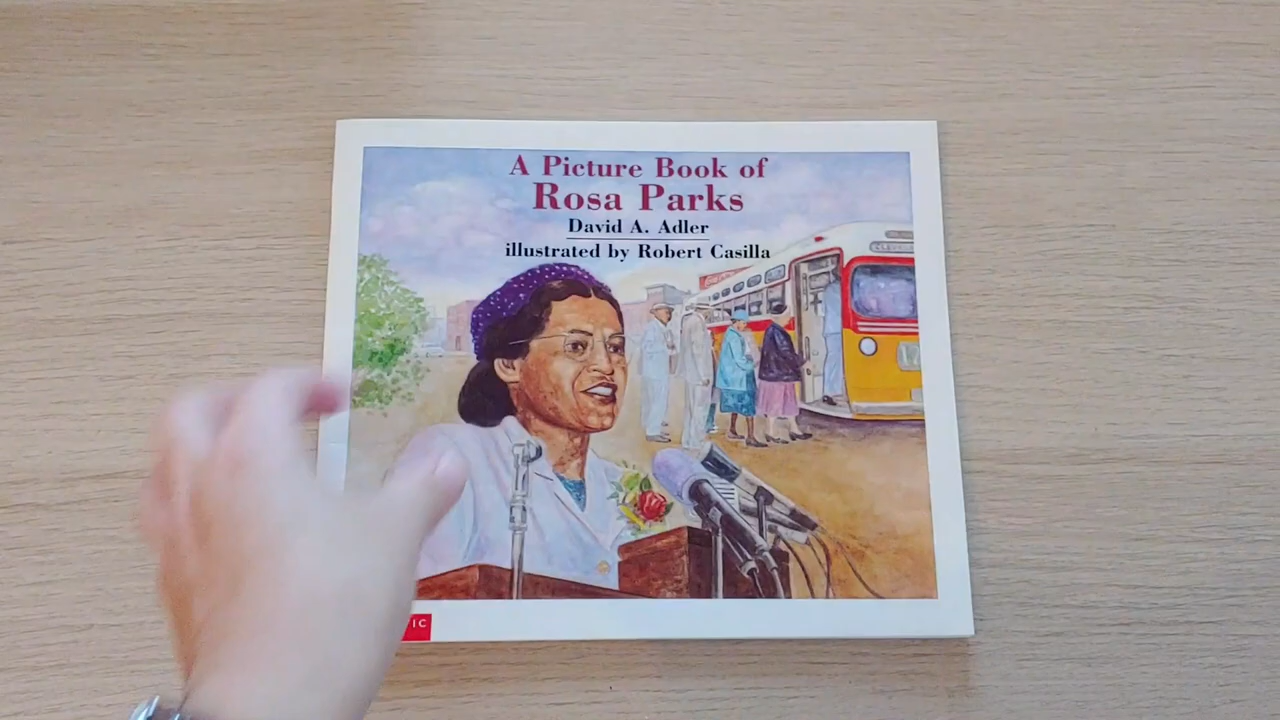 A Picture Book of
Rosa Parks
David A. Adler
illustrated by Robert Casilla